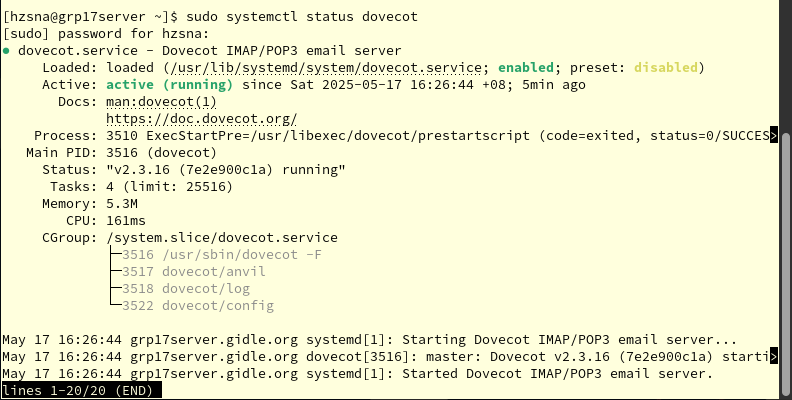 [hzsna@grp17server ~]$ sudo systemctl status dovecot
[sudo] password for hzsna:
● dovecot.service - Dovecot IMAP/POP3 email server
     Loaded: loaded (/usr/lib/systemd/system/dovecot.service; enabled; preset: disabled)
     Active: active (running) since Sat 2025-05-17 16:26:44 +08; 5min ago
       Docs: man:dovecot(1)
             https://doc.dovecot.org/
    Process: 3510 ExecStartPre=/usr/libexec/dovecot/prestartscript (code=exited, status=0/SUCCES>
   Main PID: 3516 (dovecot)
     Status: "v2.3.16 (7e2e900c1a) running"
      Tasks: 4 (limit: 25516)
     Memory: 5.3M
        CPU: 161ms
     CGroup: /system.slice/dovecot.service
             ├─3516 /usr/sbin/dovecot -F
             ├─3517 dovecot/anvil
             ├─3518 dovecot/log
             └─3522 dovecot/config

May 17 16:26:44 grp17server.gidle.org systemd[1]: Starting Dovecot IMAP/POP3 email server...
May 17 16:26:44 grp17server.gidle.org dovecot[3516]: master: Dovecot v2.3.16 (7e2e900c1a) starti>
May 17 16:26:44 grp17server.gidle.org systemd[1]: Started Dovecot IMAP/POP3 email server.
lines 1-20/20 (END)